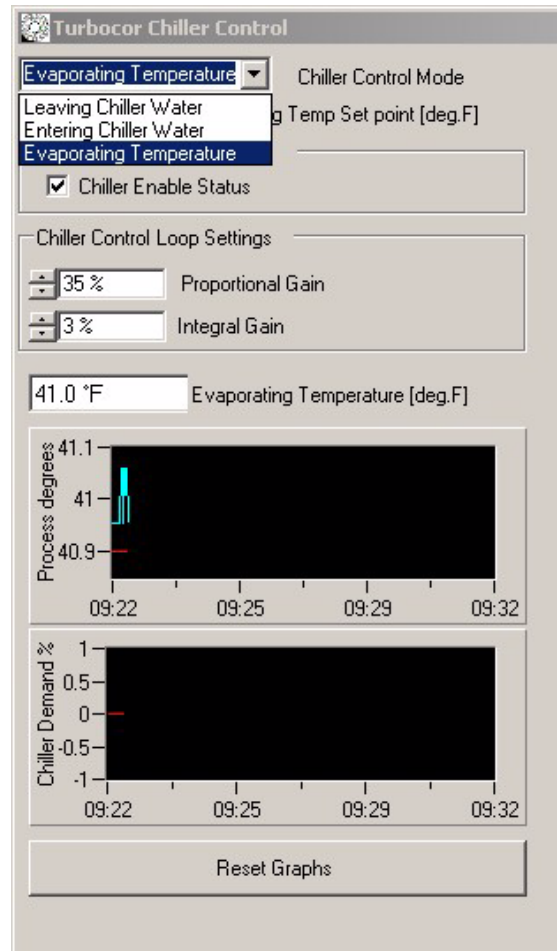 Turbocor Chiller Control
Evaporating Temperature
Chiller Control Mode
Leaving Chiller Water
Entering Chiller Water
Evaporating Temperature
Temp Set point [deg.F]
Chiller Enable Status
Chiller Control Loop Settings
35 %
Proportional Gain
3 %
Integral Gain
41.0 °F
Evaporating Temperature [deg.F]
Process degrees
41.1
41
40.9
09:22 09:25 09:29 09:32
Chiller Demand %
1
0.5
0
-0.5
-1
09:22 09:25 09:29 09:32
Reset Graphs